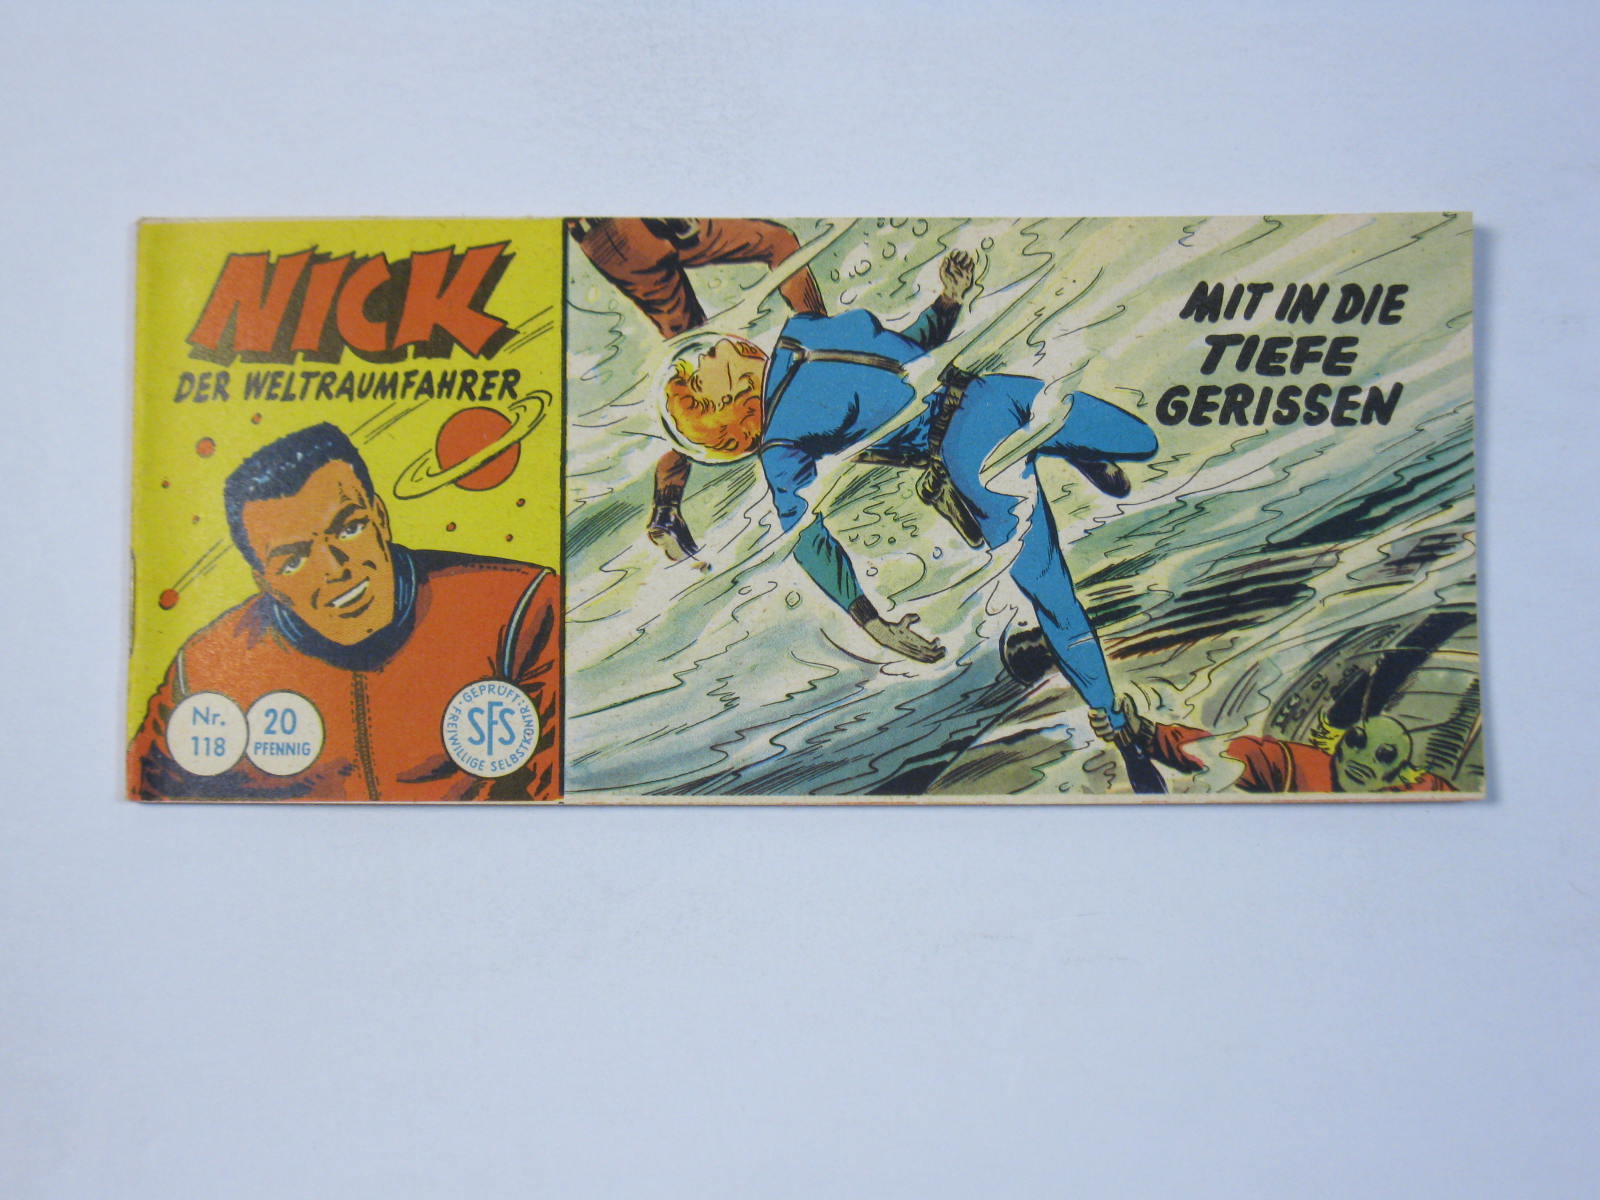 NICK
DER WELTRAUMFAHRER
Nr.
118
20
PFENNIG
GEPRÜFT
SFS
FREIWILLIGE SELBSTKONTR.
MIT IN DIE
TIEFE
GERISSEN